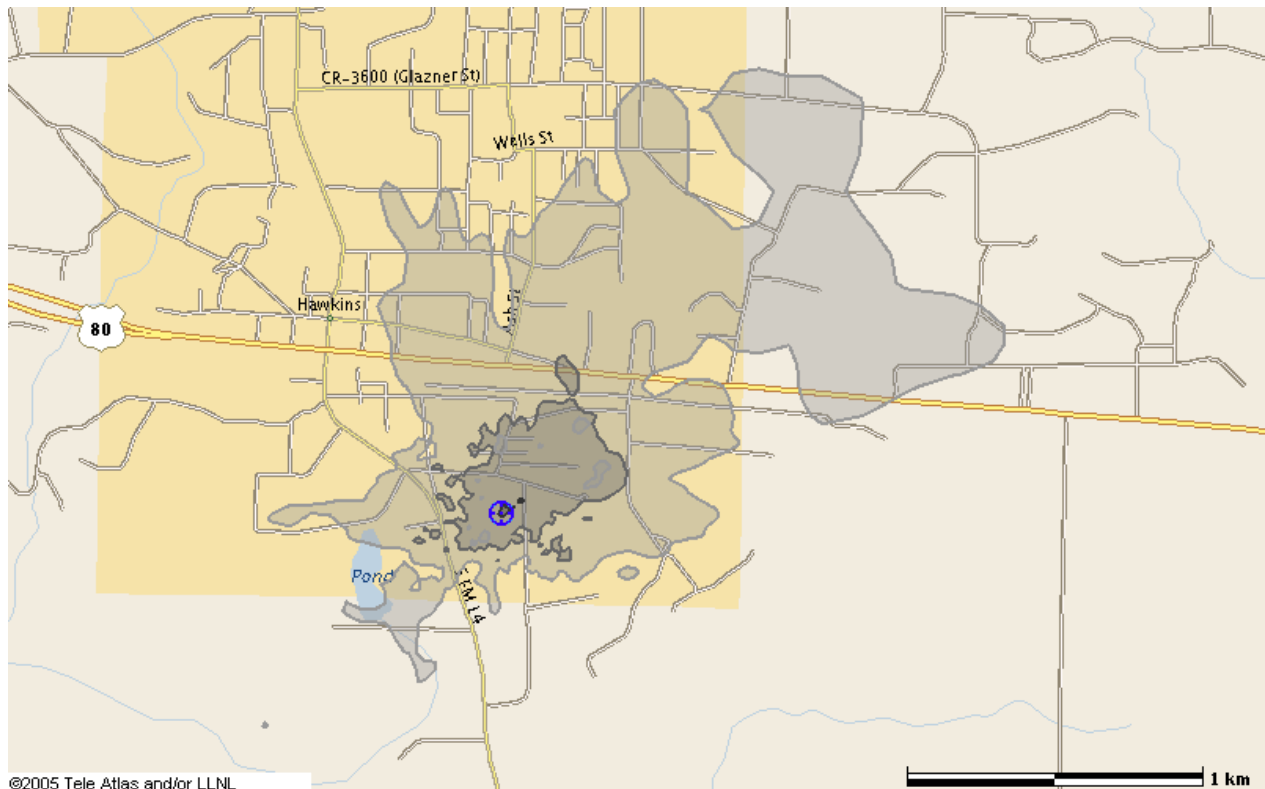 CR-3600 (Glazner St)
Wells St
Hawkins
80
Pond
S FM 14
©2005 Tele Atlas and/or LLNL
1 km